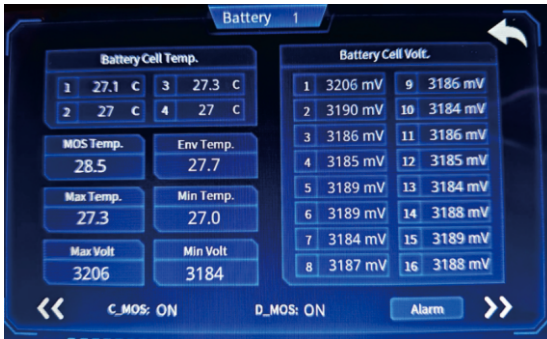 Battery 1
Battery Cell Temp.
1 27.1 C 3 27.3 C
2 27 C 4 27 C
MOS Temp. Env Temp.
28.5 27.7
Max Temp. Min Temp.
27.3 27.0
Max Volt Min Volt
3206 3184
Battery Cell Volt.
1 3206 mV 9 3186 mV
2 3190 mV 10 3184 mV
3 3186 mV 11 3186 mV
4 3185 mV 12 3185 mV
5 3189 mV 13 3184 mV
6 3189 mV 14 3188 mV
7 3184 mV 15 3189 mV
8 3187 mV 16 3188 mV
C_MOS: ON D_MOS: ON Alarm